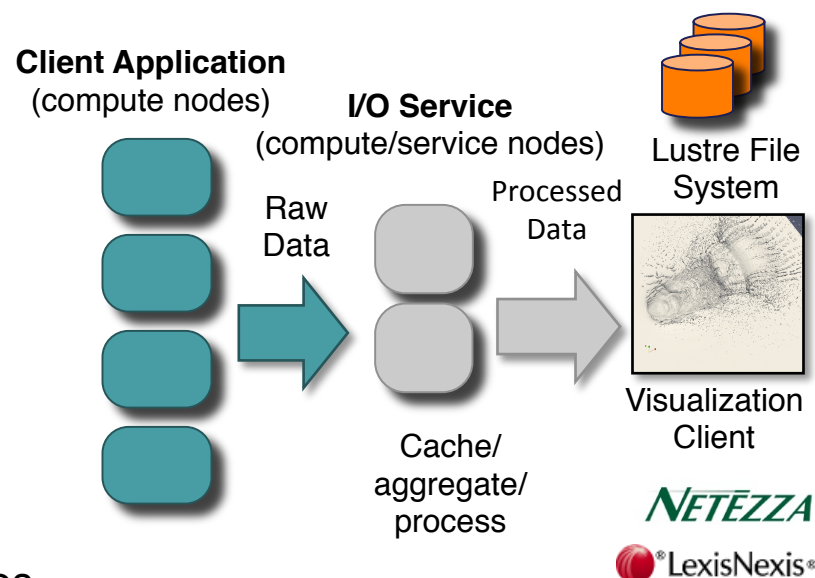 Client Application
(compute nodes)
I/O Service
(compute/service nodes)
Raw
Data
Processed
Data
Cache/
aggregate/
process
Lustre File
System
Visualization
Client
NETĒZZA
®LexisNexis®